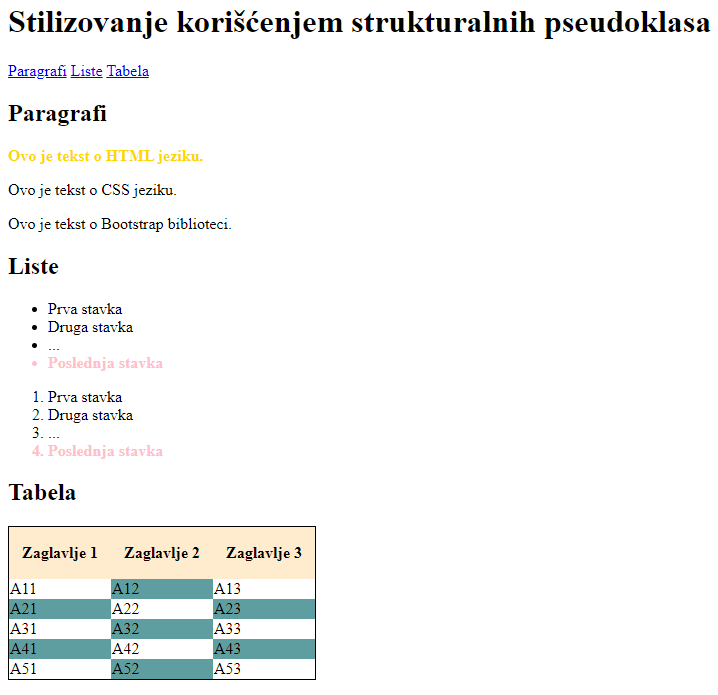 Stilizovanje korišćenjem strukturalnih pseudoklasa
Paragrafi Liste Tabela
Paragrafi
Ovo je tekst o HTML jeziku.
Ovo je tekst o CSS jeziku.
Ovo je tekst o Bootstrap biblioteci.
Liste
• Prva stavka
• Druga stavka
• ...
• Poslednja stavka
1. Prva stavka
2. Druga stavka
3. ...
4. Poslednja stavka
Tabela
Zaglavlje 1 Zaglavlje 2 Zaglavlje 3
A11 A12 A13
A21 A22 A23
A31 A32 A33
A41 A42 A43
A51 A52 A53